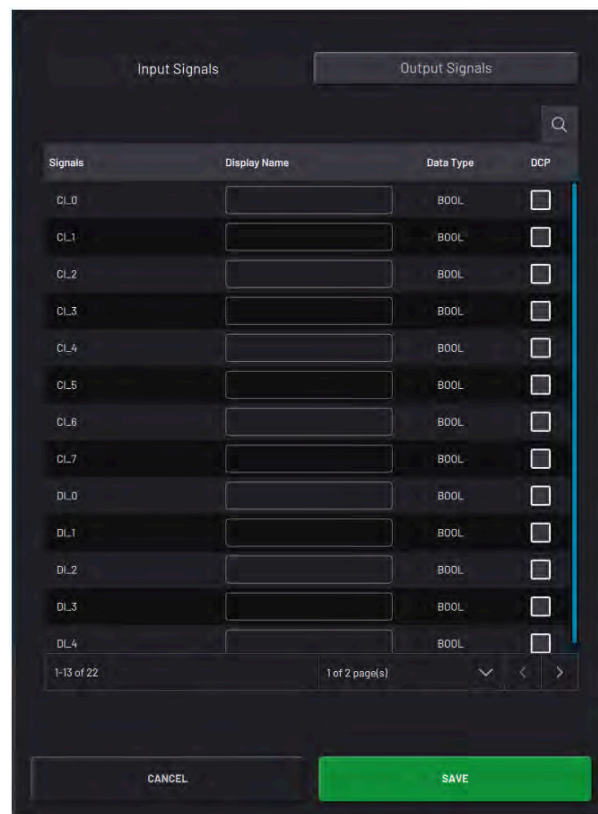 Input Signals Output Signals
Signals Display Name Data Type DCP
CI_0 BOOL
CI_1 BOOL
CI_2 BOOL
CI_3 BOOL
CI_4 BOOL
CI_5 BOOL
CI_6 BOOL
CI_7 BOOL
DI_0 BOOL
DI_1 BOOL
DI_2 BOOL
DI_3 BOOL
DI_4 BOOL
1-13 of 22 1 of 2 page(s)
CANCEL SAVE